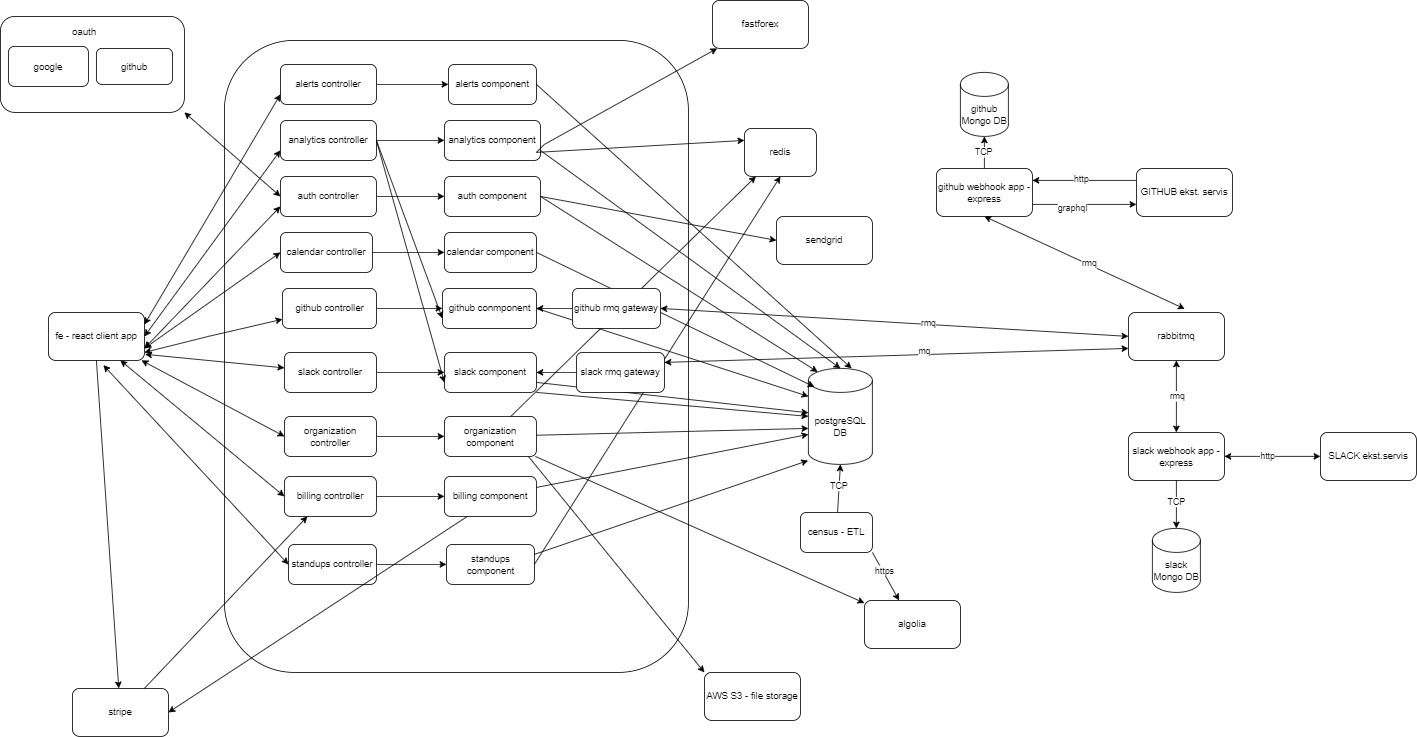 fastforex
oauth
google
github
alerts controller
alerts component
analytics controller
analytics component
redis
auth controller
auth component
sendgrid
calendar controller
calendar component
github controller
github conmponent
github rmq gateway
fe - react client app
slack controller
slack component
slack rmq gateway
organization
controller
organization
component
billing controller
billing component
standups controller
standups
component
stripe
postgreSQL
DB
TCP
census - ETL
https
algolia
AWS S3 - file storage
github
Mongo DB
TCP
github webhook app -
express
http
graphql
GITHUB ekst. servis
rmq
rmq
mq
rabbitmq
rmq
slack webhook app -
express
http
SLACK ekst.servis
TCP
slack
Mongo DB